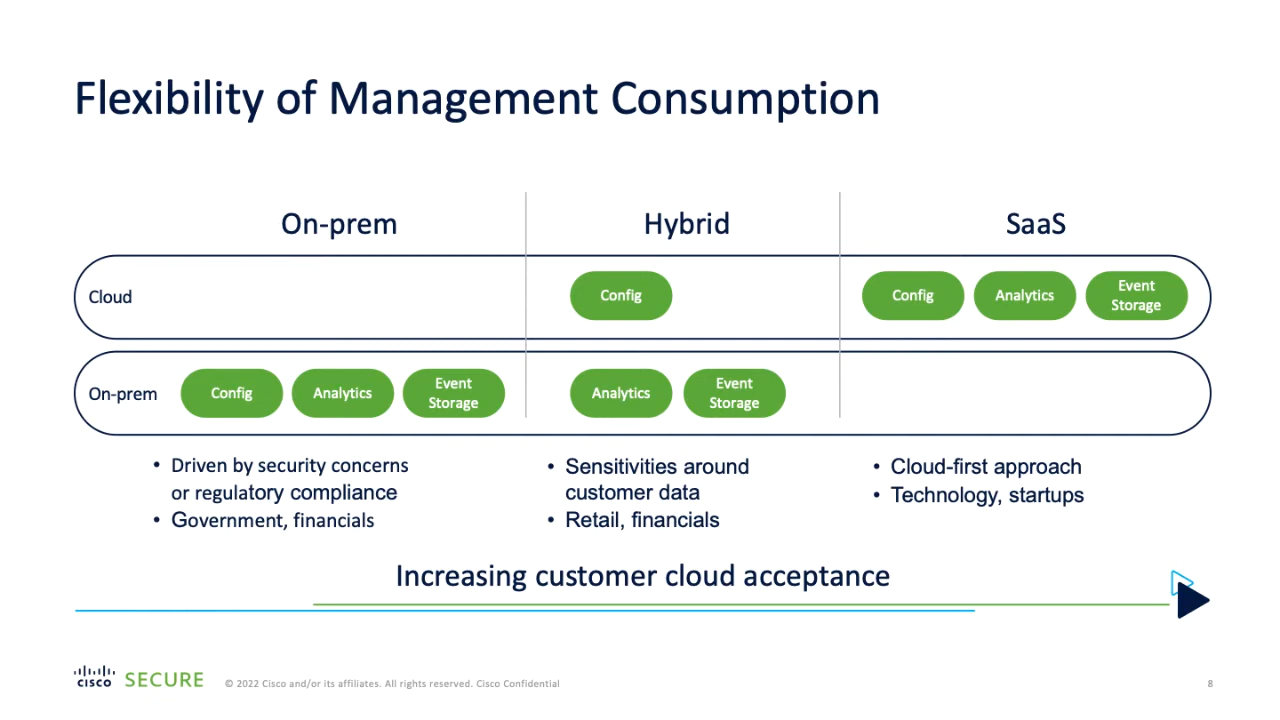 Flexibility of Management Consumption
On-prem
Hybrid
SaaS
Cloud
Config
Config
Analytics
Event
Storage
On-prem
Config
Analytics
Event
Storage
Analytics
Event
Storage
• Driven by security concerns
or regulatory compliance
• Government, financials
• Sensitivities around
customer data
• Retail, financials
• Cloud-first approach
• Technology, startups
Increasing customer cloud acceptance
CISCO SECURE
© 2022 Cisco and/or its affiliates. All rights reserved. Cisco Confidential
8